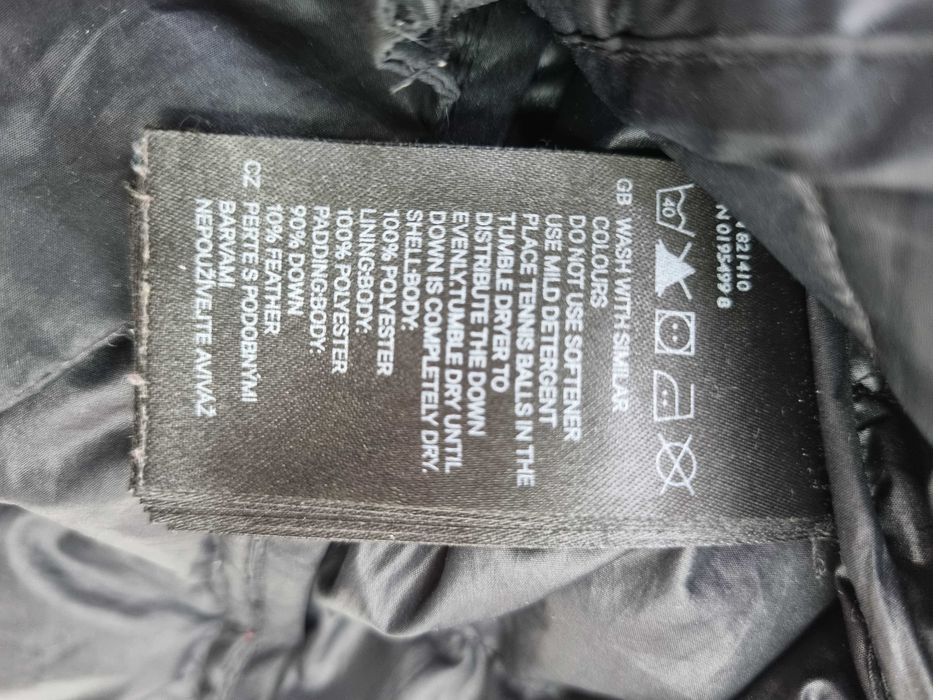 821410
N 0195499 8
40
GB WASH WITH SIMILAR
COLOURS
DO NOT USE SOFTENER
USE MILD DETERGENT
PLACE TENNIS BALLS IN THE
TUMBLE DRYER TO
DISTRIBUTE THE DOWN
EVENLY.TUMBLE DRY UNTIL
DOWN IS COMPLETELY DRY.
SHELL:BODY:
100% POLYESTER
LINING:BODY:
100% POLYESTER
PADDING:BODY:
90% DOWN
10% FEATHER
CZ PERTE S PODOBNÝMI
BARVAMI
NEPOUŽÍVEJTE AVIVÁŽ